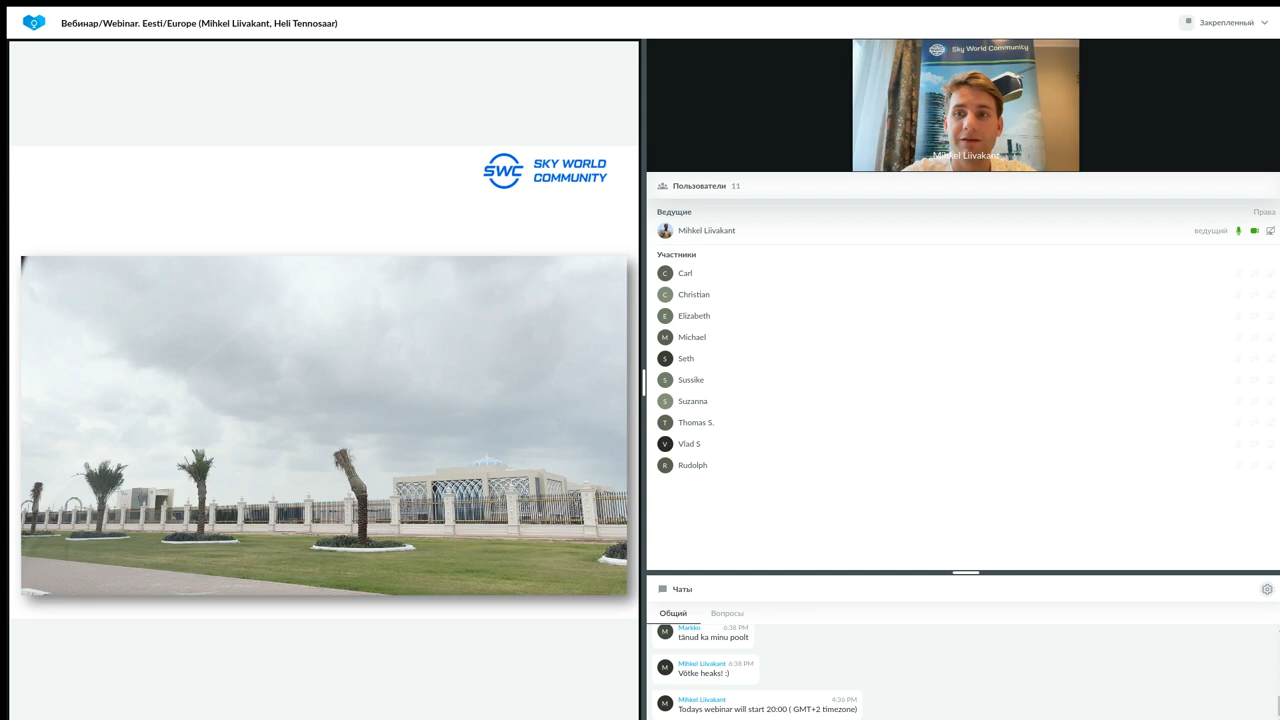 Вебинар/Webinar. Eesti/Europe (Mihkel Liivakant, Heli Tennosaar)
Закрепленный
SWC SKY WORLD
COMMUNITY
Sky World Community
Mihkel Liivakant
Пользователи 11
Ведущие Права
Mihkel Liivakant ведущий
Участники
C Carl
C Christian
E Elizabeth
M Michael
S Seth
S Sussike
S Suzanna
T Thomas S.
V Vlad S
R Rudolph
Чаты
Общий Вопросы
M Markko 6:38 PM
tänud ka minu poolt
M Mihkel Liivakant 6:38 PM
Võtke heaks! :)
M Mihkel Liivakant 4:36 PM
Todays webinar will start 20:00 ( GMT+2 timezone)